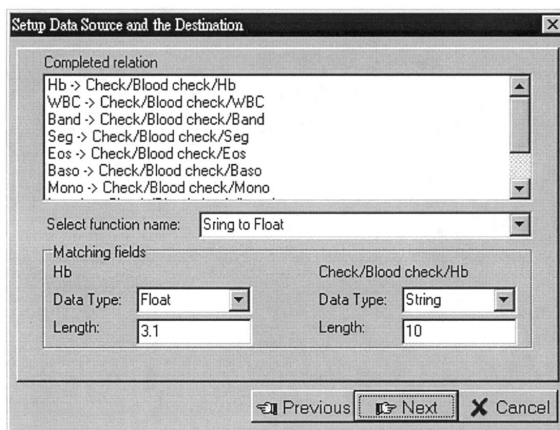 Setup Data Source and the Destination
Completed relation
Hb -> Check/Blood check/Hb
WBC -> Check/Blood check/WBC
Band -> Check/Blood check/Band
Seg -> Check/Blood check/Seg
Eos -> Check/Blood check/Eos
Baso -> Check/Blood check/Baso
Mono -> Check/Blood check/Mono
Select function name: Sring to Float
Matching fields
Hb Check/Blood check/Hb
Data Type: Float Data Type: String
Length: 3.1 Length: 10
Previous Next Cancel